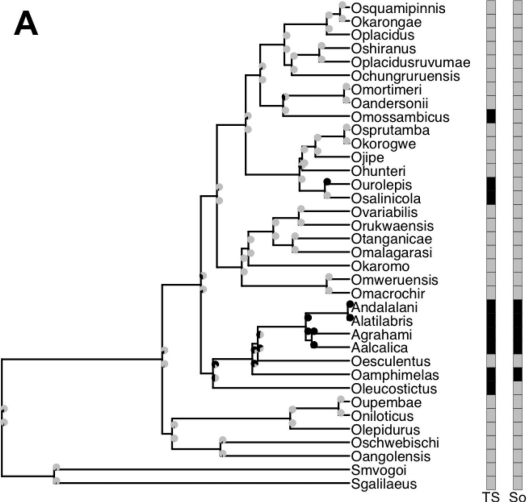 A
Osquamipinnis
Okarongae
Oplacidus
Oshiranus
Oplacidusruvumae
Ochungruruensis
Omortimeri
Oandersonii
Omossambicus
Osprutamba
Okorogwe
Ojipe
Ohunteri
Ourolepis
Osalinicola
Ovariabilis
Orukwaensis
Otanganicae
Omalagarasi
Okaromo
Omweruensis
Omacrochir
Andalalani
Alatilabris
Agrahami
Aalcalica
Oesculentus
Oamphimelas
Oleucostictus
Oupembae
Oniloticus
Olepidurus
Oschwebischi
Oangolensis
Smvogoi
Sgalilaeus
TS So